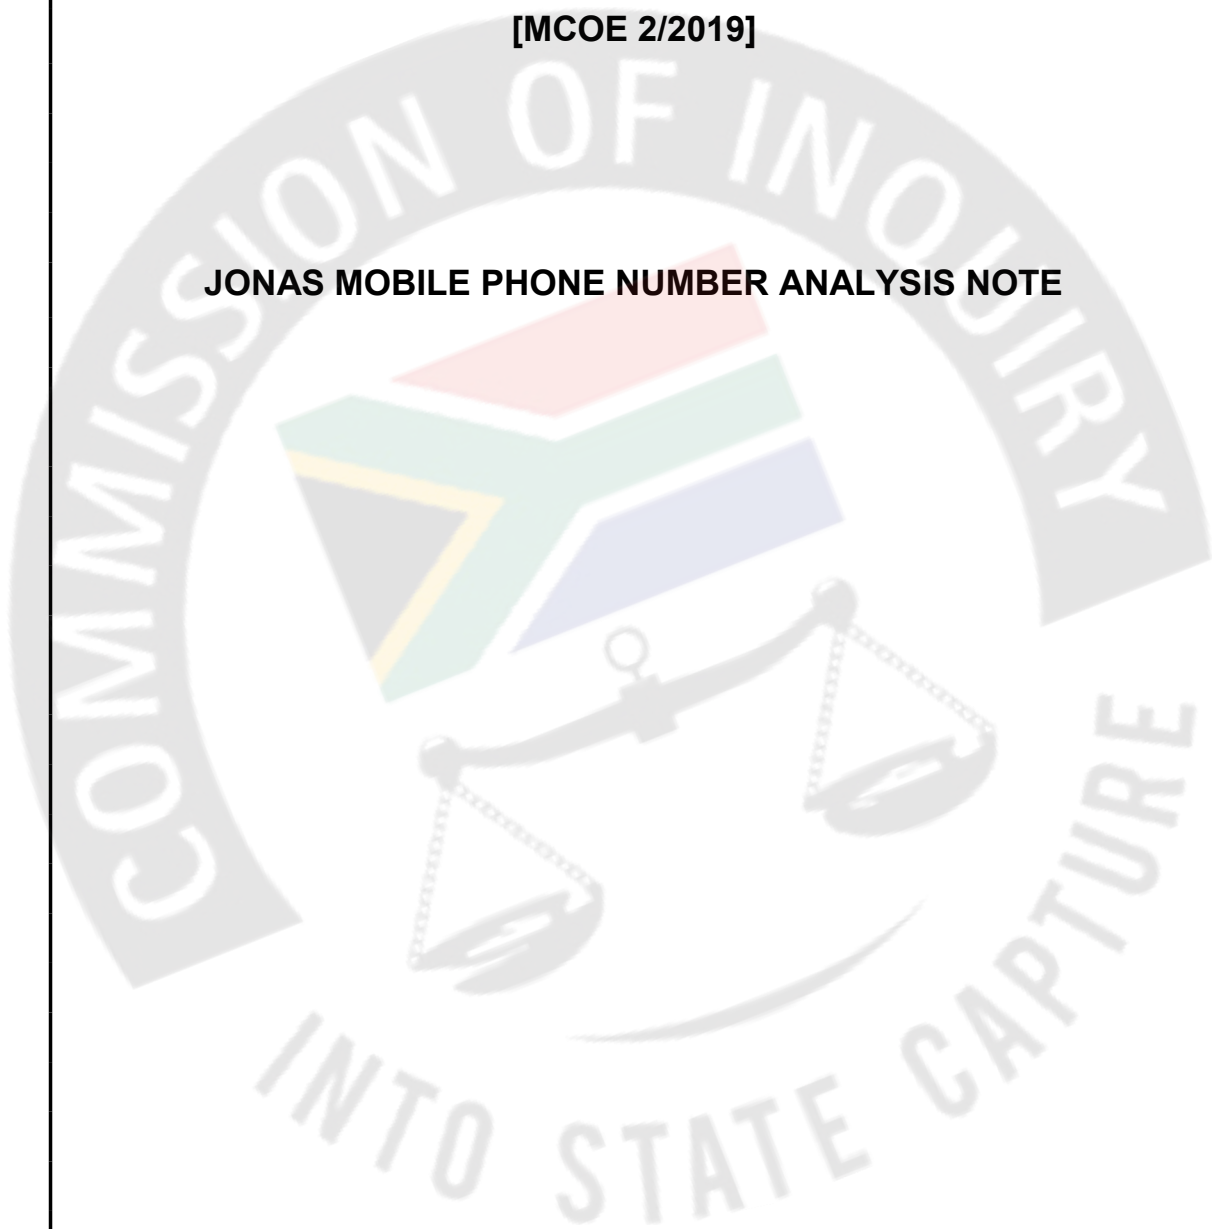 [MCOE 2/2019]
JONAS MOBILE PHONE NUMBER ANALYSIS NOTE
COMMISSION OF INQUIRY
INTO STATE CAPTURE